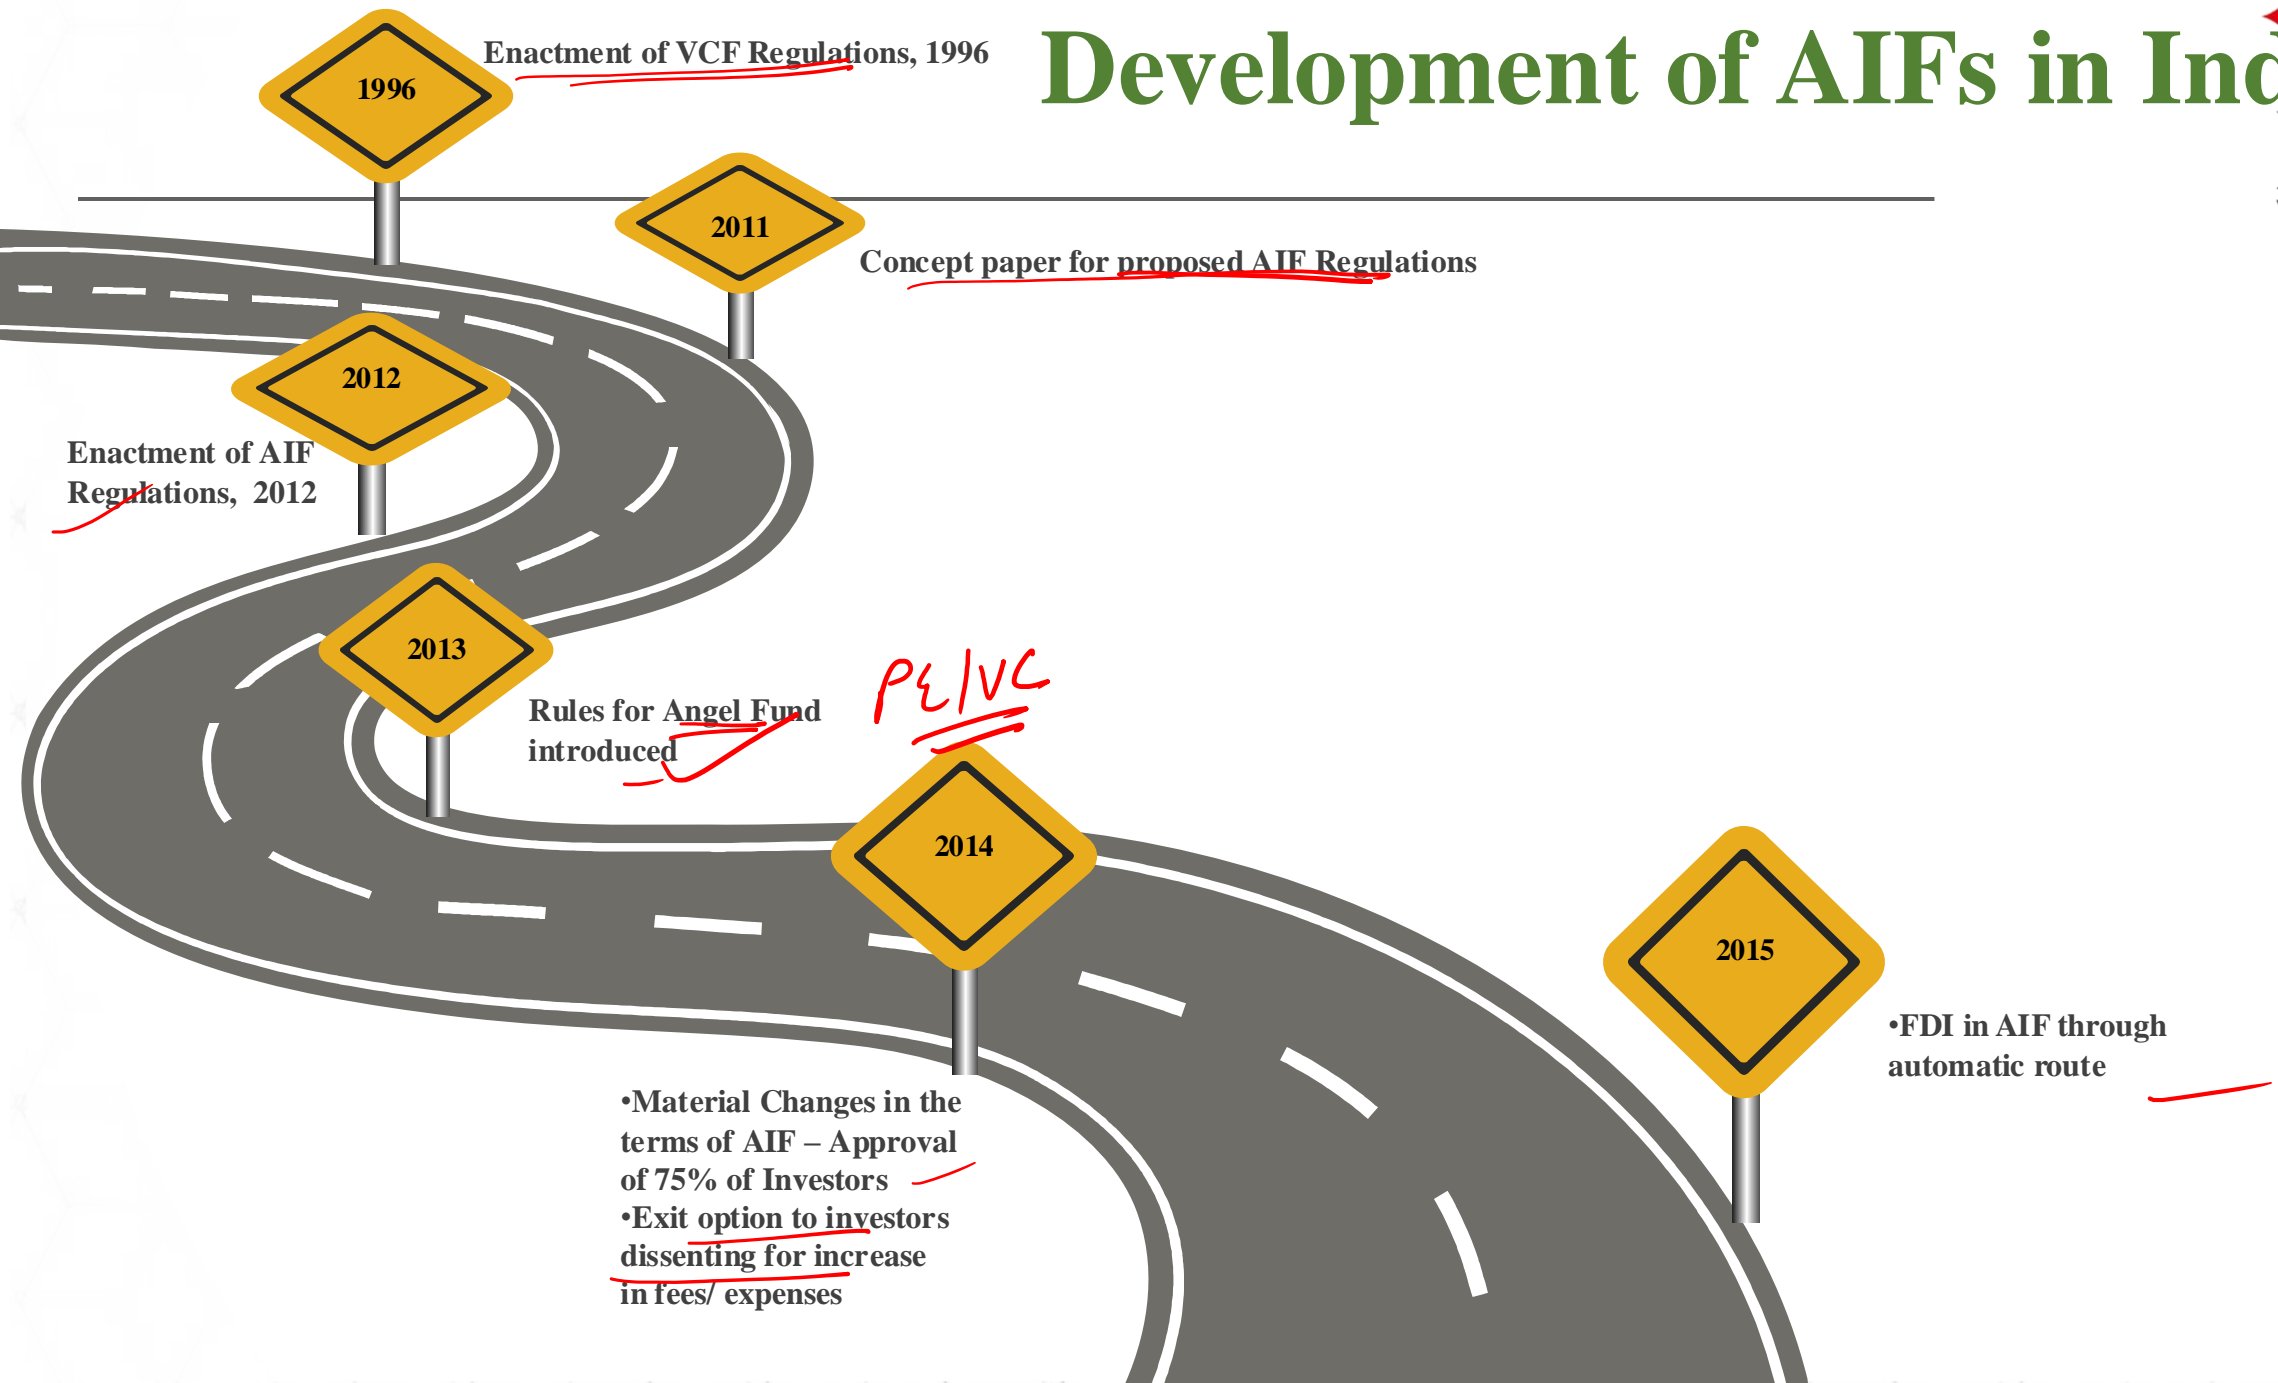 Development of AIFs in Ind
1996
Enactment of VCF Regulations, 1996
2011
Concept paper for proposed AIF Regulations
2012
Enactment of AIF
Regulations, 2012
2013
Rules for Angel Fund
introduced
PE/VC
2014
•Material Changes in the
terms of AIF – Approval
of 75% of Investors
•Exit option to investors
dissenting for increase
in fees/ expenses
2015
•FDI in AIF through
automatic route